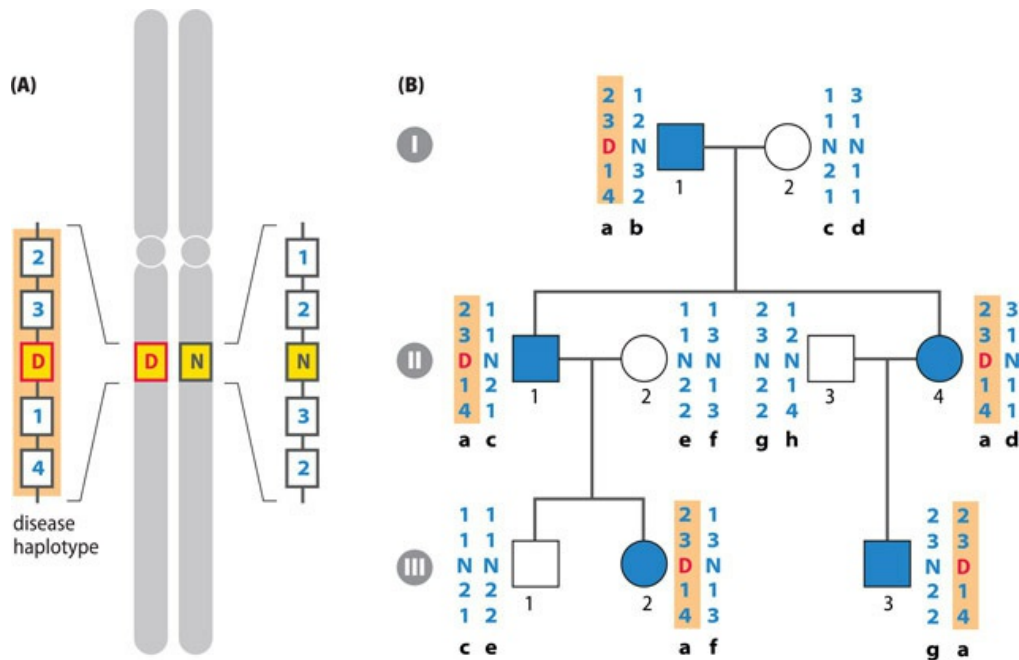 (A)
2
3
D
1
4
disease
haplotype
D N
1
2
N
3
2
(B)
I
2 1
3 2
D N
1 3
4 2
a b
1
2
1 3
1 1
N N
2 1
1 1
c d
II
2 1
3 1
D N
1 2
4 1
a c
1
2
1 1
1 3
N N
2 1
2 3
e f
2 1
3 2
N N
2 1
2 4
g h
3
4
2 3
3 1
D N
1 1
4 1
a d
III
1 1
1 1
N N
2 2
1 2
c e
1
2
2 1
3 3
D N
1 1
4 3
a f
3
2 2
3 3
N D
2 1
2 4
g a